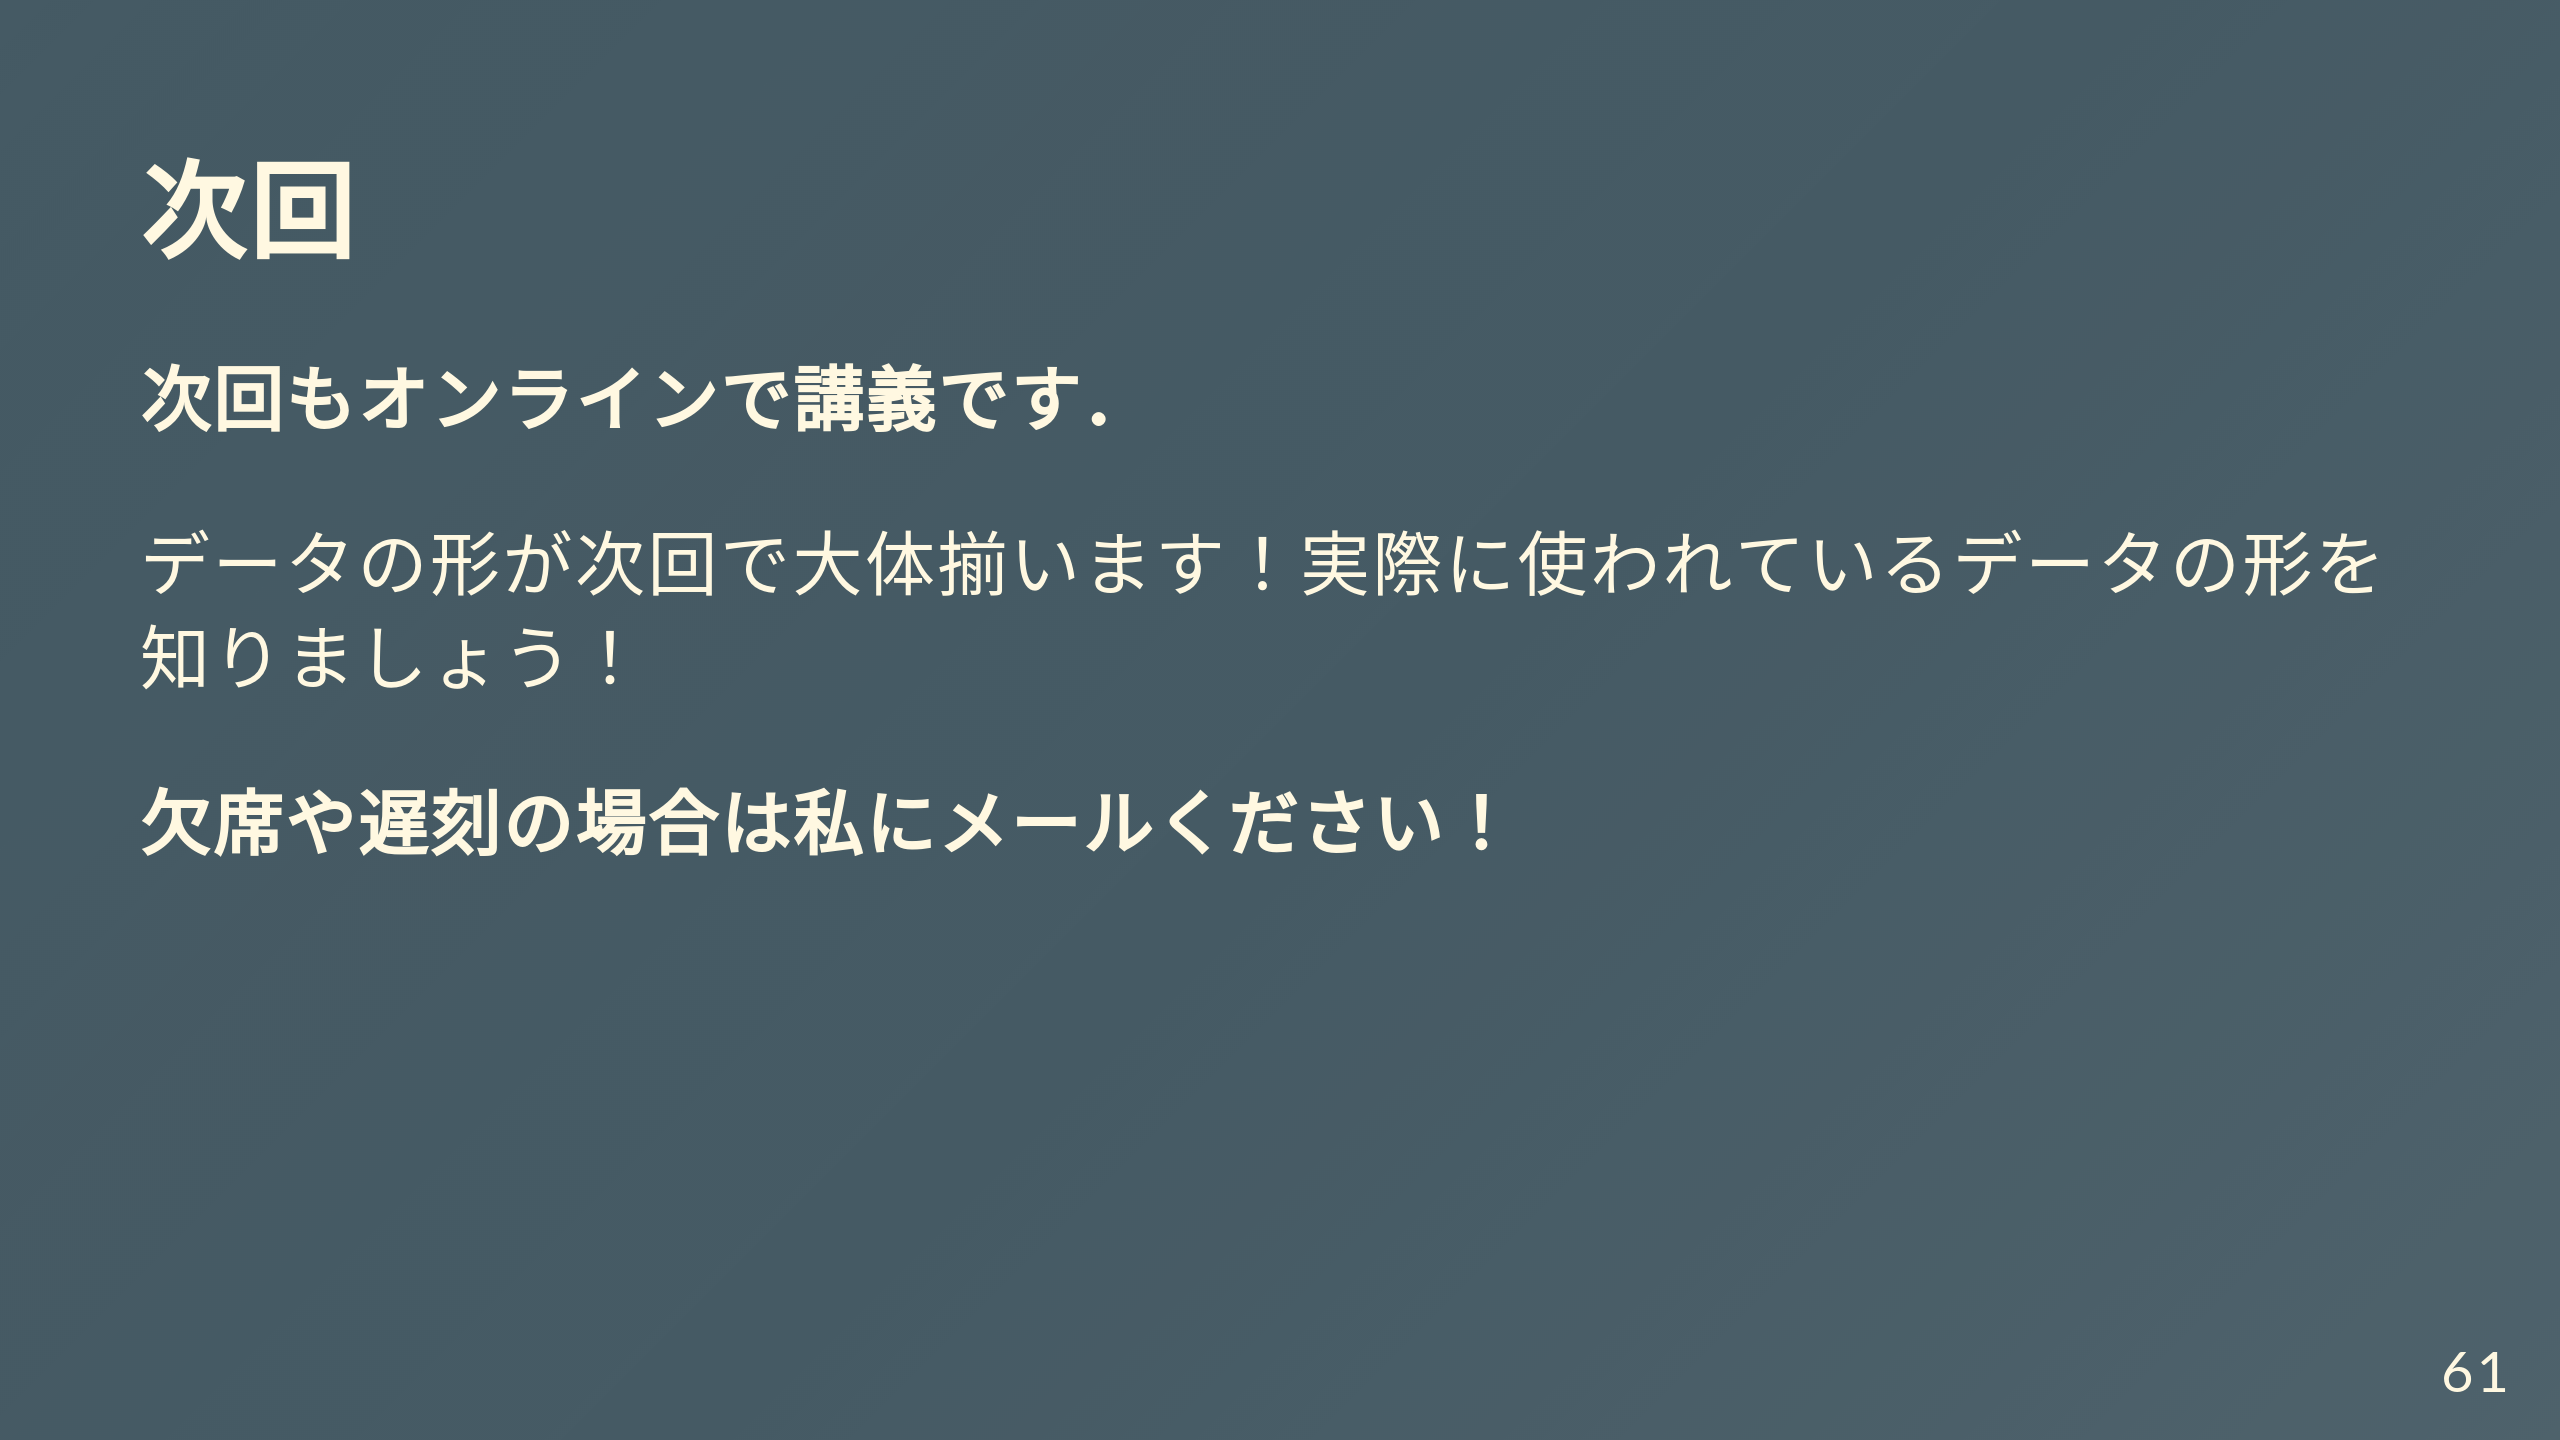 次回
次回もオンラインで講義です．
データの形が次回で大体揃います！実際に使われているデータの形を
知りましょう！
欠席や遅刻の場合は私にメールください！
61